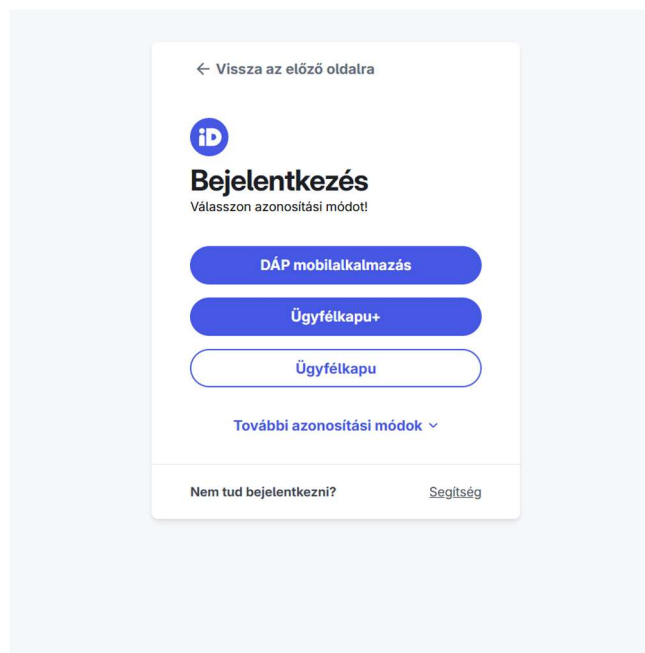 ← Vissza az előző oldalra
iD
Bejelentkezés
Válasszon azonosítási módot!
DÁP mobilalkalmazás
Ügyfélkapu+
Ügyfélkapu
További azonosítási módok
Nem tud bejelentkezni? Segítség